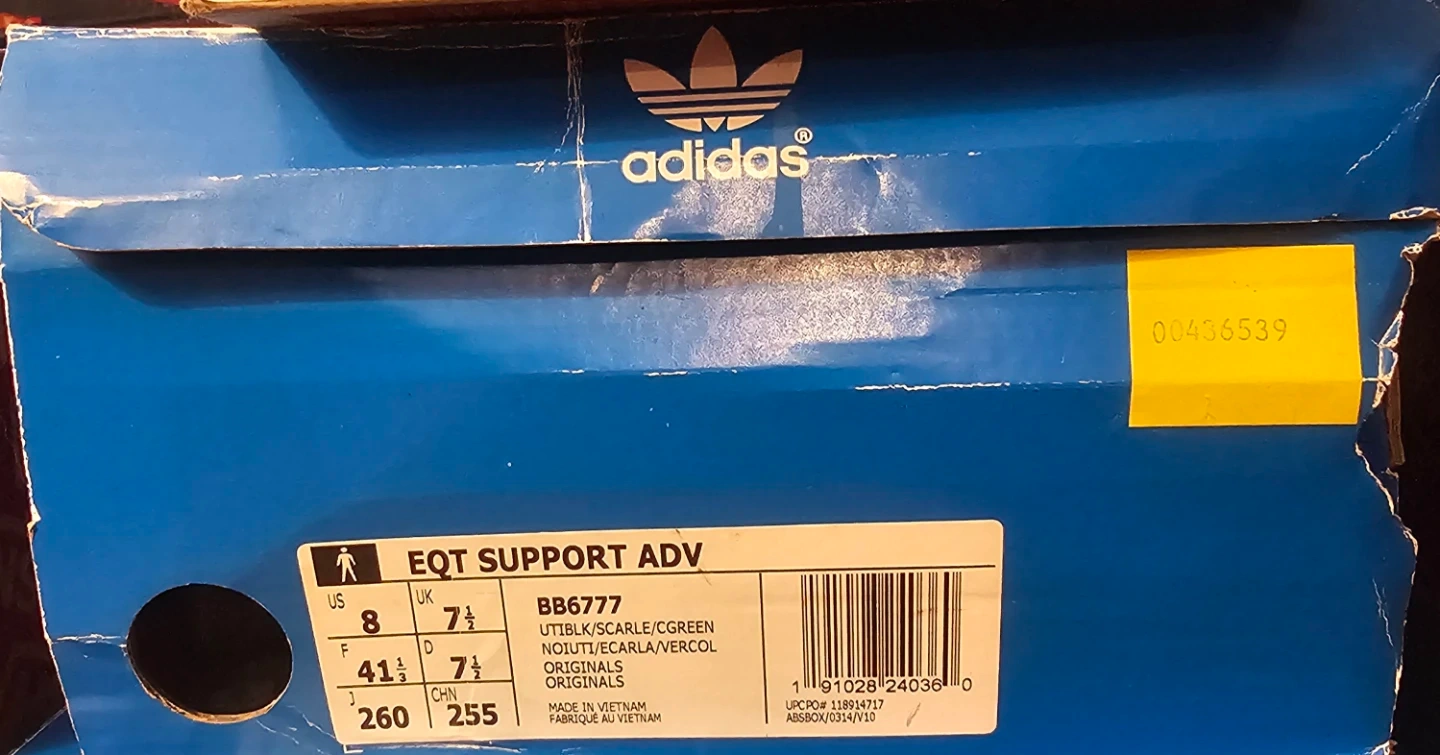 adidas®
00436539
EQT SUPPORT ADV
US 8 UK 7½
F 41⅓ D 7½
J 260 CHN 255
BB6777
UTIBLK/SCARLE/CGREEN
NOIUTI/ECARLA/VERCOL
ORIGINALS
ORIGINALS
MADE IN VIETNAM
FABRIQUÉ AU VIETNAM
1 91028 24036 0
UPCPO# 118914717
ABSBOX/0314/V10